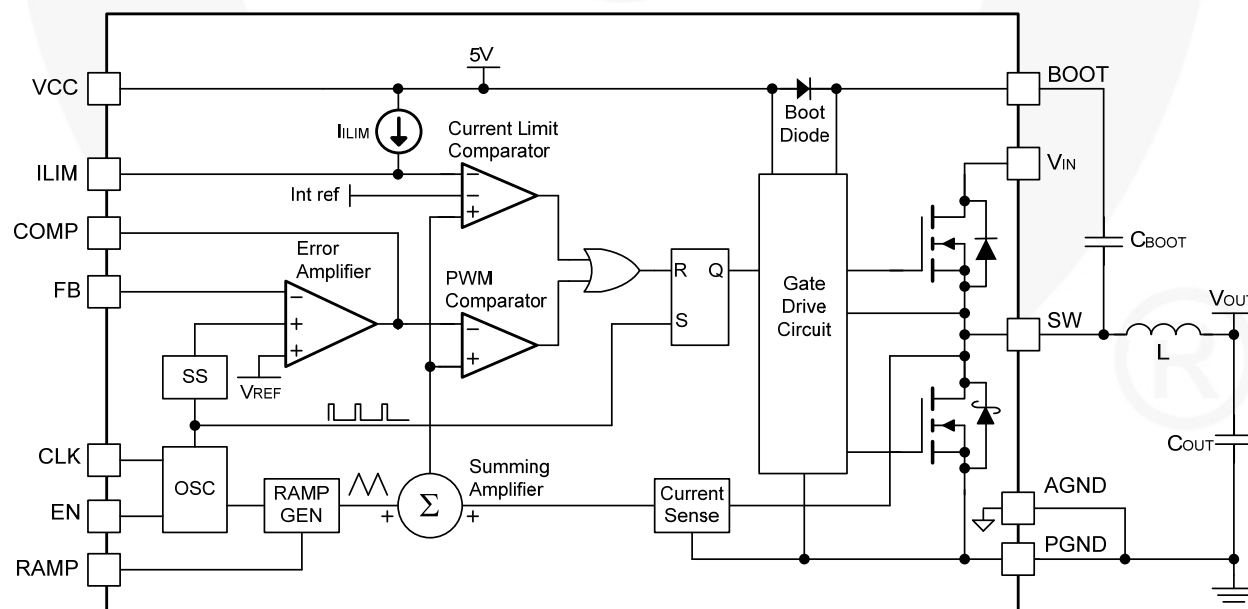 5V
VCC
BOOT
Boot
Diode
IILIM
Current Limit
Comparator
VIN
ILIM
Int ref
COMP
CBOOT
Error
Amplifier
PWM
Comparator
R Q
S
Gate
Drive
Circuit
FB
VOUT
SW
L
SS
VREF
COUT
CLK
OSC
RAMP
GEN
Σ
Summing
Amplifier
Current
Sense
AGND
EN
PGND
RAMP
− − +
− + +
− +
+ +
®